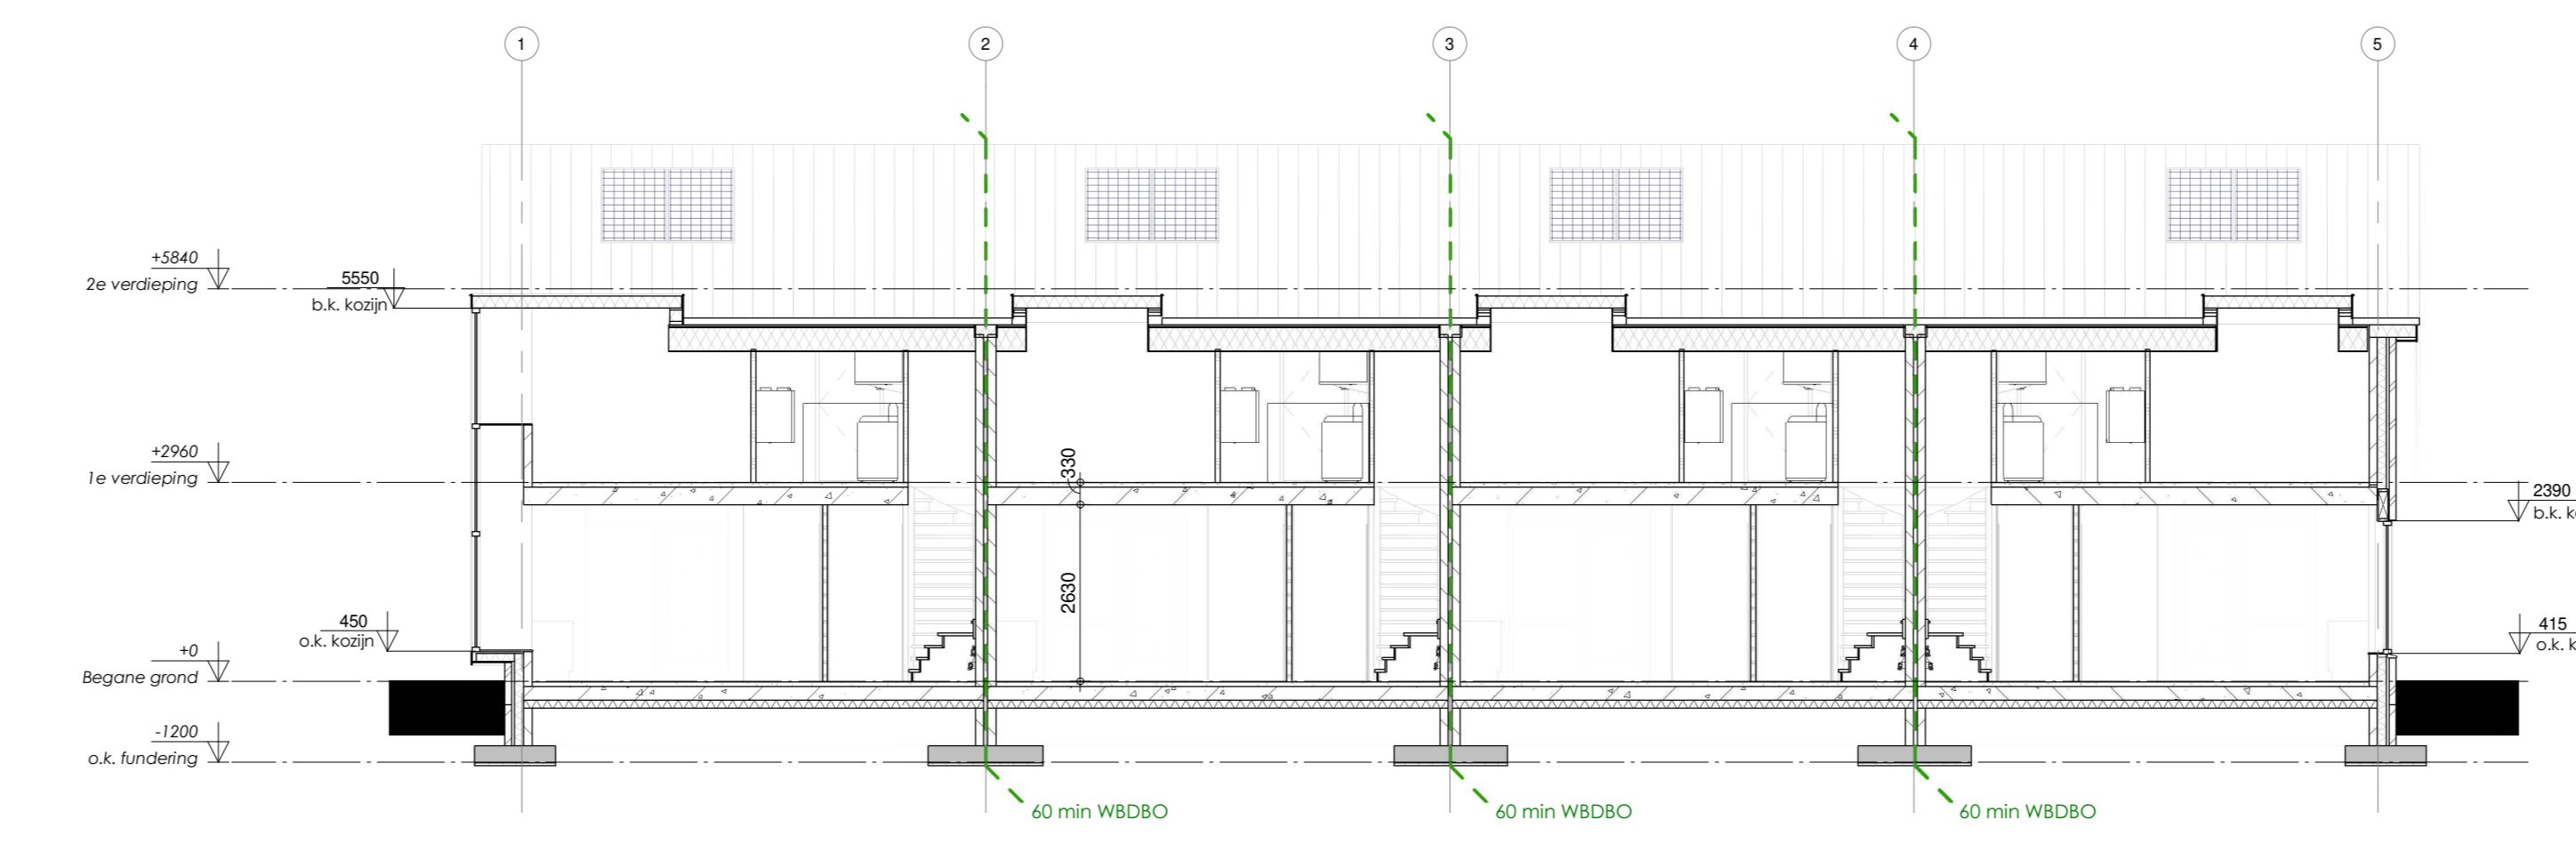 1
2
3
4
5
+5840
2e verdieping
5550
b.k. kozijn
+2960
1e verdieping
330
2390
b.k.
2630
450
o.k. kozijn
415
o.k.
+0
Begane grond
-1200
o.k. fundering
60 min WBDBO
60 min WBDBO
60 min WBDBO